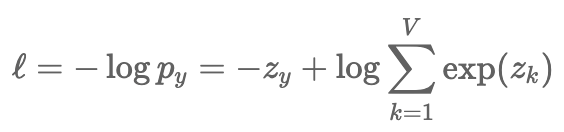 ℓ = − log p_y = −z_y + log ∑_{k=1}^{V} exp(z_k)